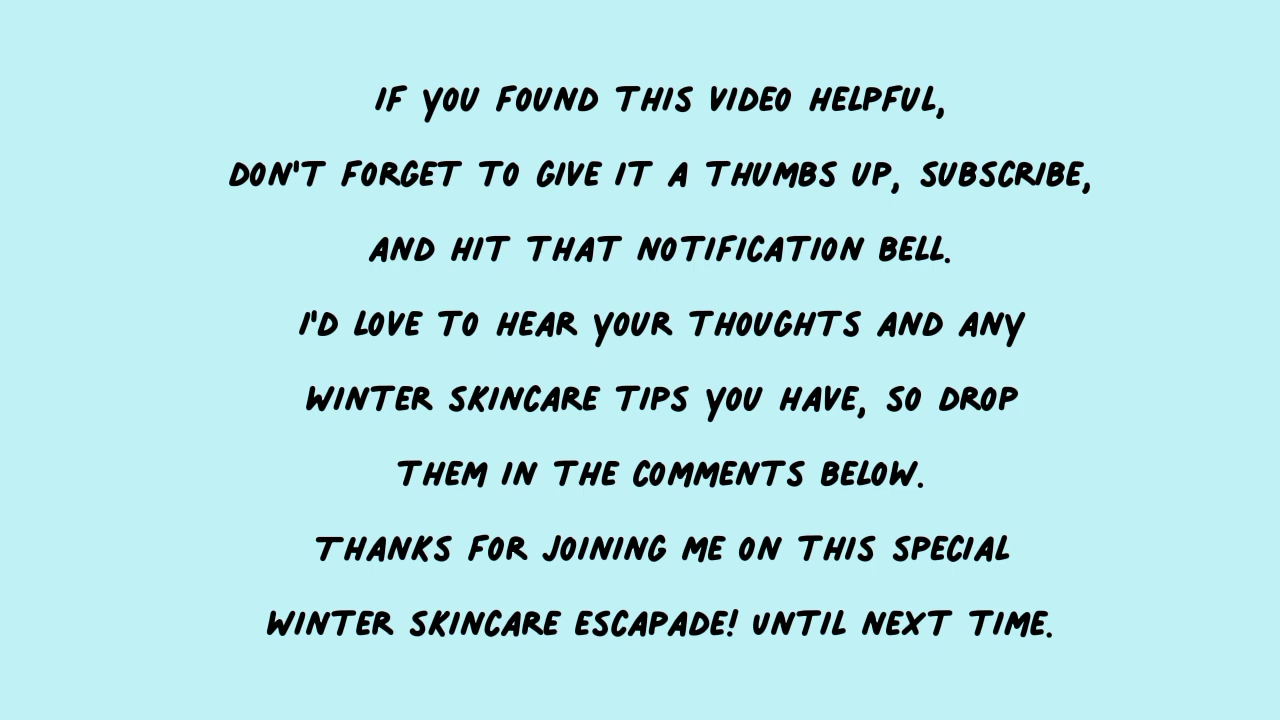 IF YOU FOUND THIS VIDEO HELPFUL,
DON'T FORGET TO GIVE IT A THUMBS UP, SUBSCRIBE,
AND HIT THAT NOTIFICATION BELL.
I'D LOVE TO HEAR YOUR THOUGHTS AND ANY
WINTER SKINCARE TIPS YOU HAVE, SO DROP
THEM IN THE COMMENTS BELOW.
THANKS FOR JOINING ME ON THIS SPECIAL
WINTER SKINCARE ESCAPADE! UNTIL NEXT TIME.